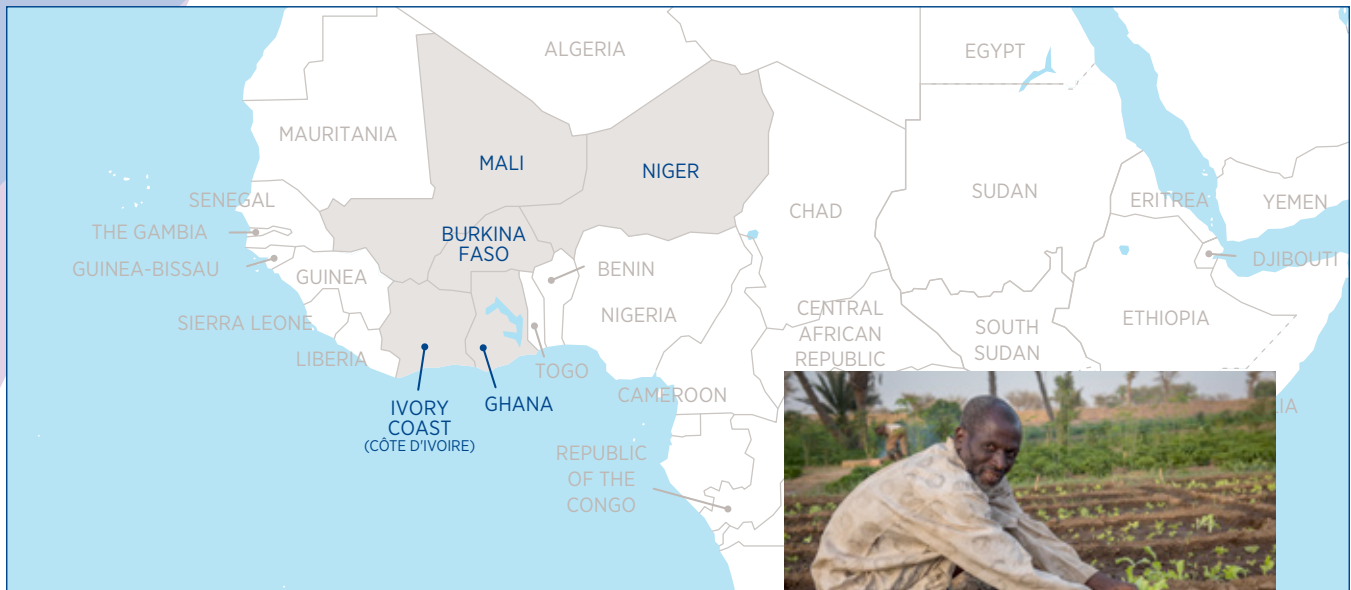 ALGERIA
EGYPT
MAURITANIA
MALI
NIGER
SUDAN
SENEGAL
ERITREA
YEMEN
CHAD
THE GAMBIA
BURKINA
FASO
GUINEA-BISSAU
GUINEA
BENIN
DJIBOUTI
SIERRA LEONE
NIGERIA
CENTRAL
AFRICAN
REPUBLIC
SOUTH
SUDAN
ETHIOPIA
LIBERIA
TOGO
CAMEROON
IVORY
COAST
(CÔTE D'IVOIRE)
GHANA
IA
REPUBLIC
OF THE
CONGO